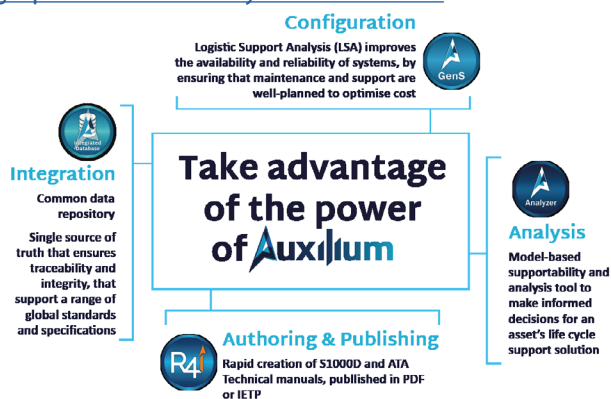 Configuration
Logistic Support Analysis (LSA) improves
the availability and reliability of systems, by
ensuring that maintenance and support are
well-planned to optimise cost
GenS
Integrated
Database
Integration
Common data
repository
Single source of
truth that ensures
traceability and
integrity, that
support a range of
global standards
and specifications
Take advantage
of the power
of Auxilium
Analyzer
Analysis
Model-based
supportability and
analysis tool to
make informed
decisions for an
asset's life cycle
support solution
R4i
Authoring & Publishing
Rapid creation of S1000D and ATA
Technical manuals, publlished in PDF
or IETP